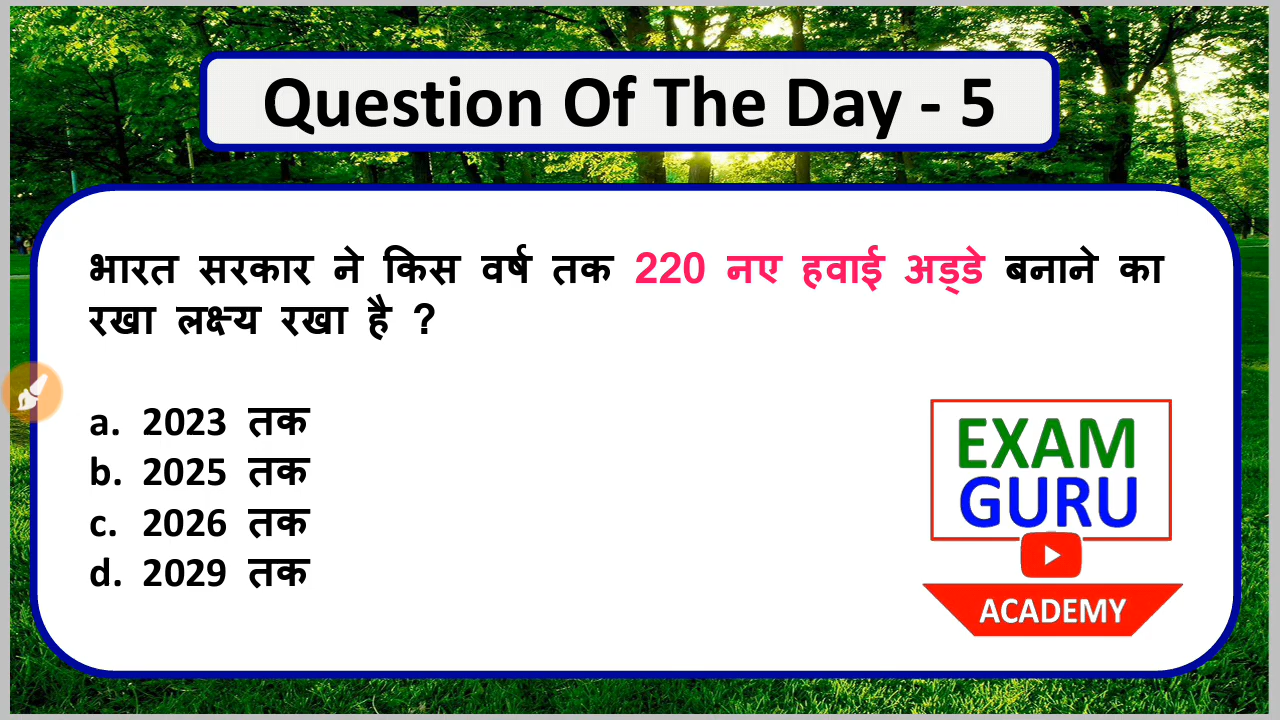 Question Of The Day - 5
भारत सरकार ने किस वर्ष तक 220 नए हवाई अड्डे बनाने का
रखा लक्ष्य रखा है ?
a. 2023 तक
b. 2025 तक
c. 2026 तक
d. 2029 तक
EXAM
GURU
ACADEMY